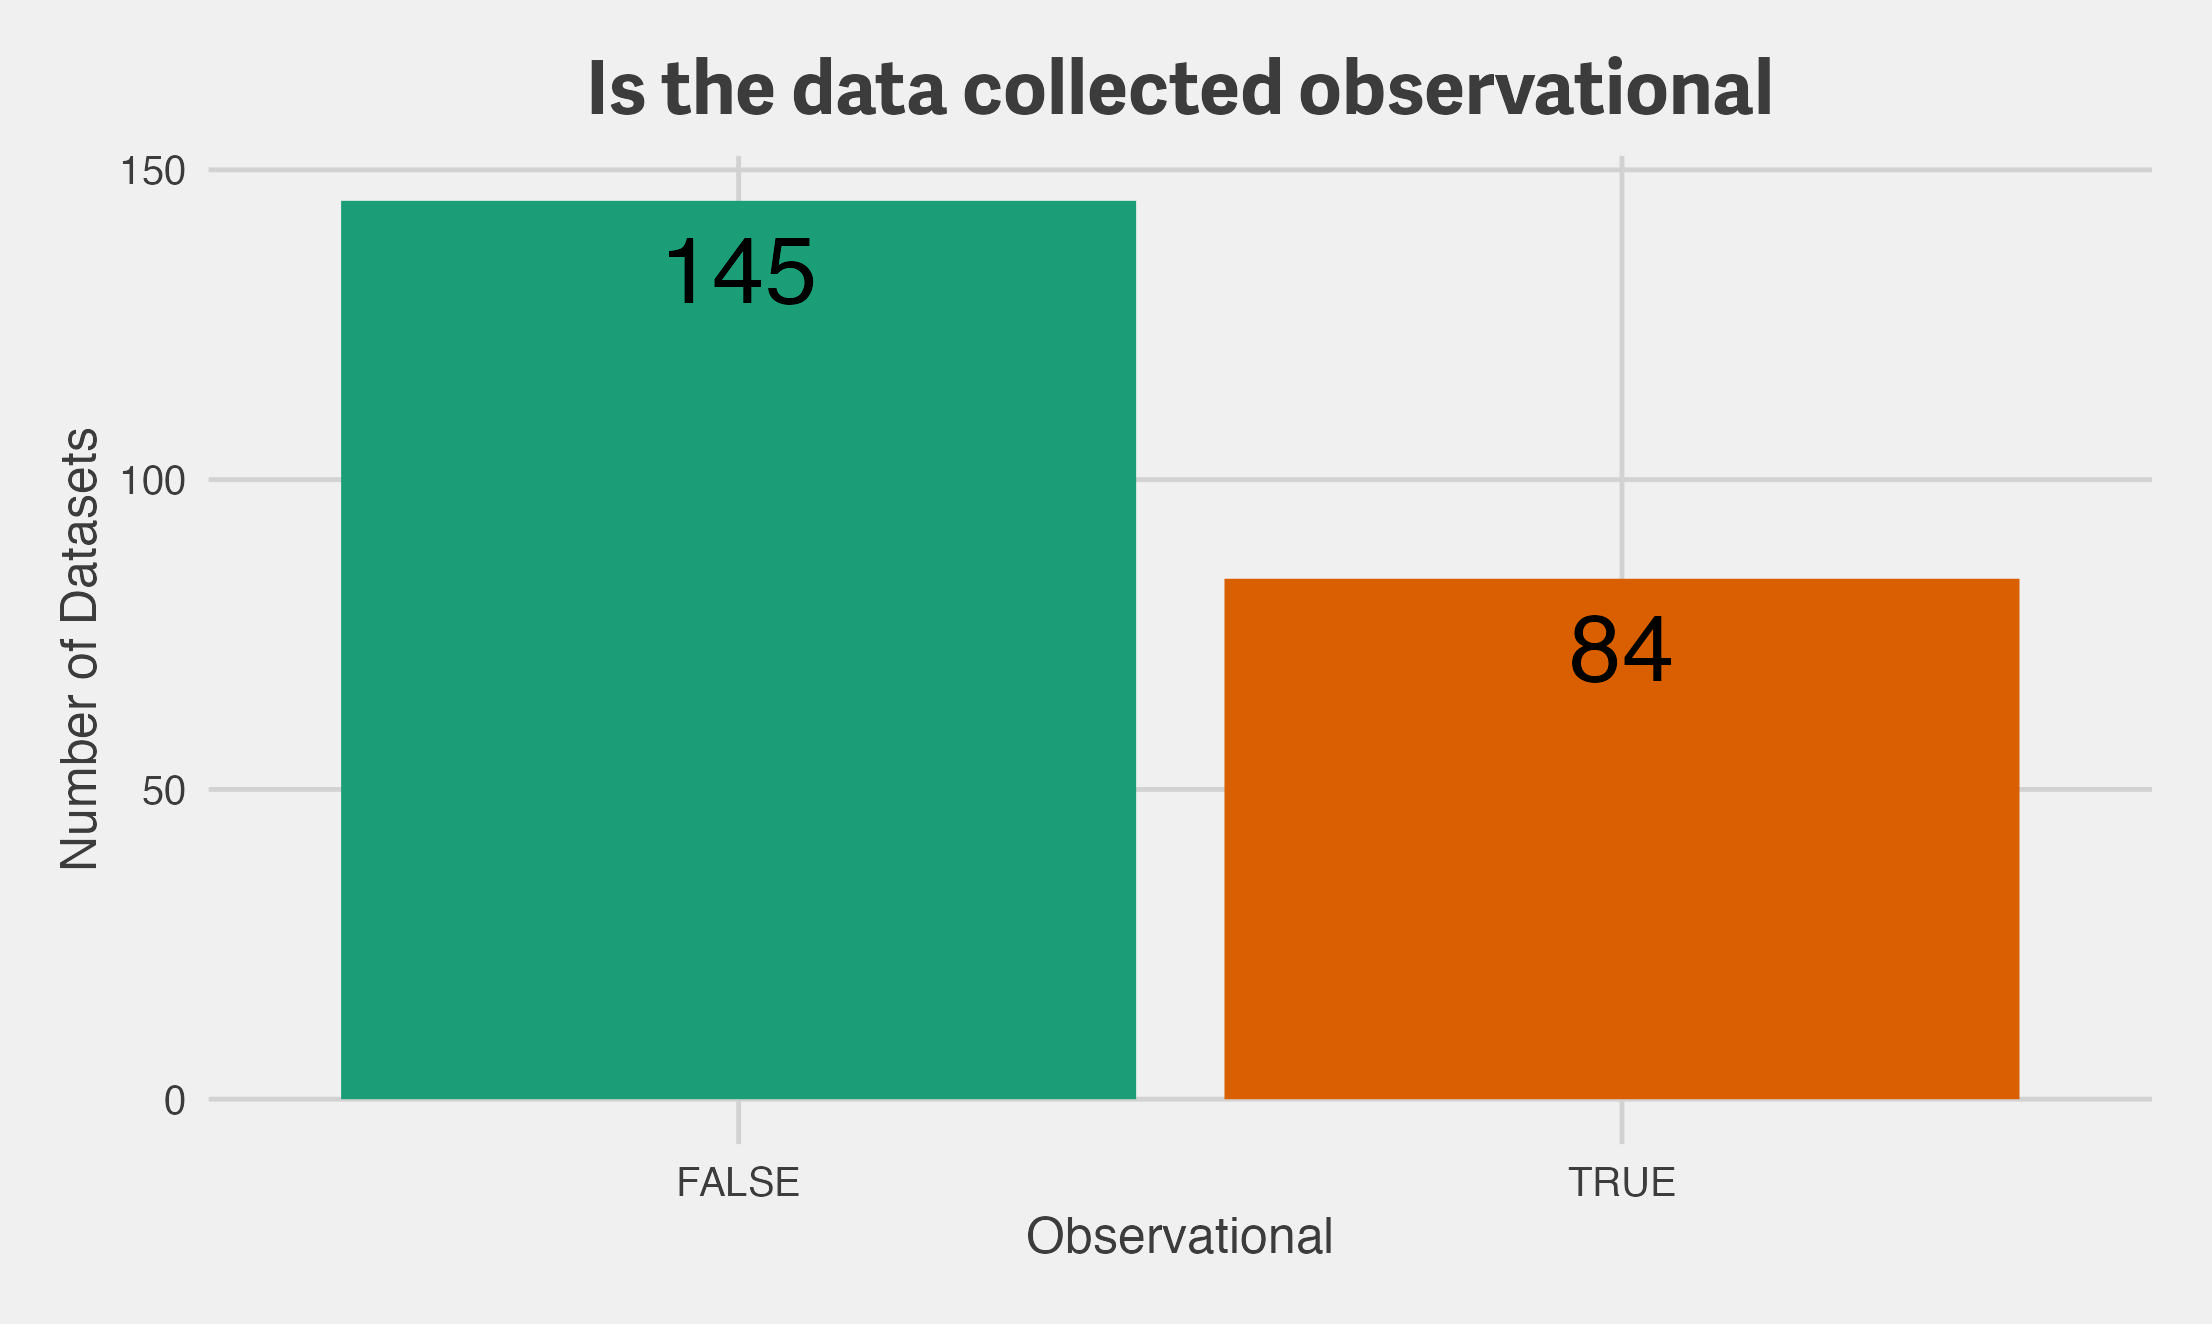 Is the data collected observational
150
100
50
0
Number of Datasets
145
84
FALSE
TRUE
Observational